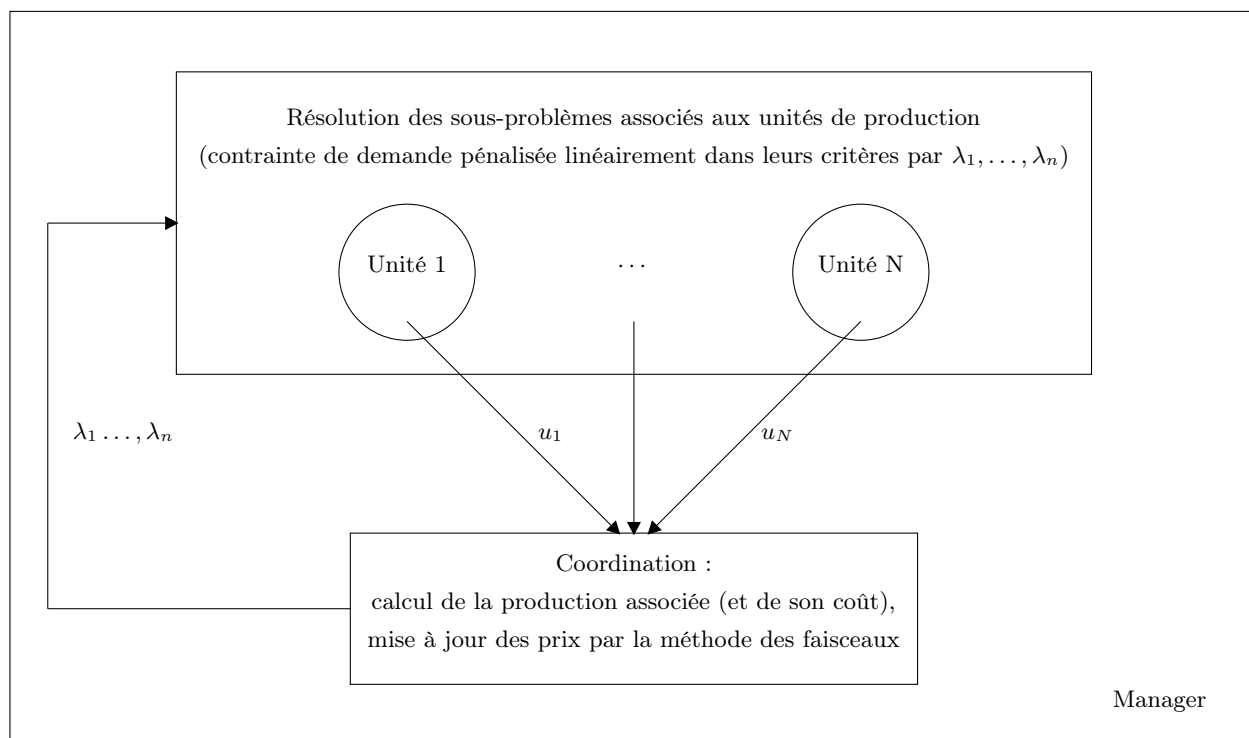 Résolution des sous-problèmes associés aux unités de production
(contrainte de demande pénalisée linéairement dans leurs critères par λ₁, . . . , λₙ)
Unité 1
. . .
Unité N
λ₁ . . . , λₙ
u₁
u_N
Coordination :
calcul de la production associée (et de son coût),
mise à jour des prix par la méthode des faisceaux
Manager